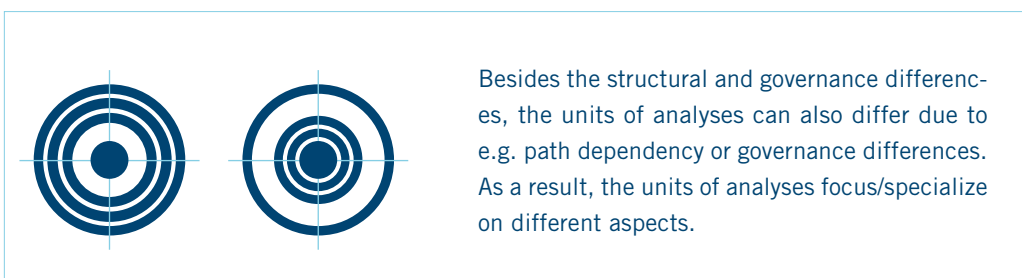 Besides the structural and governance differenc-
es, the units of analyses can also differ due to
e.g. path dependency or governance differences.
As a result, the units of analyses focus/specialize
on different aspects.